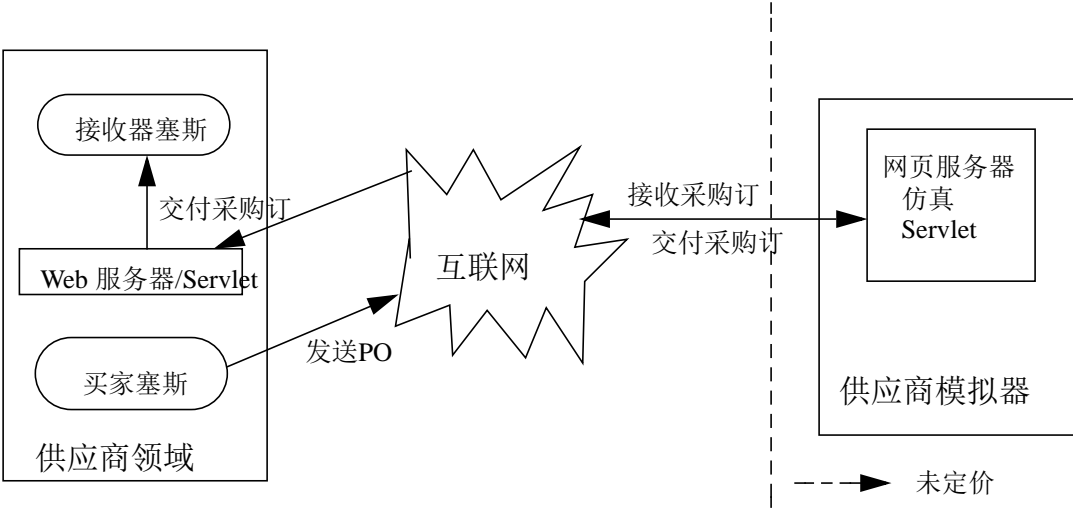 接收器塞斯
交付采购订
Web 服务器/Servlet
买家塞斯
供应商领域
发送PO
互联网
接收采购订
交付采购订
网页服务器
仿真
Servlet
供应商模拟器
未定价